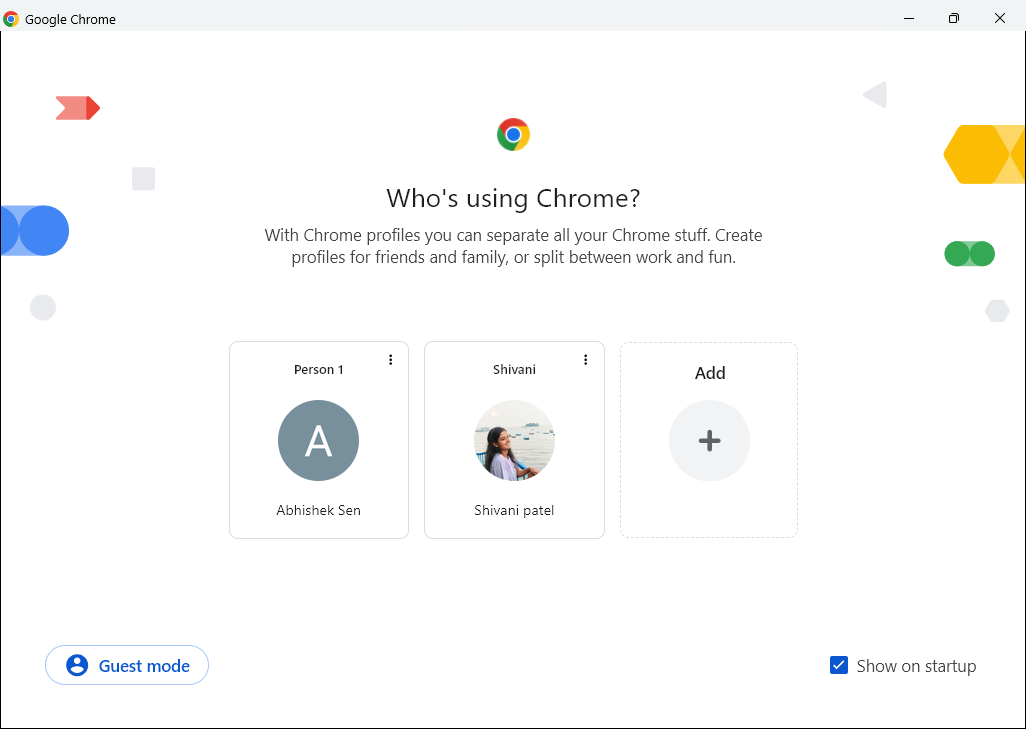 Google Chrome
Who's using Chrome?
With Chrome profiles you can separate all your Chrome stuff. Create
profiles for friends and family, or split between work and fun.
Person 1
A
Abhishek Sen
Shivani
Shivani patel
Add
Guest mode
Show on startup